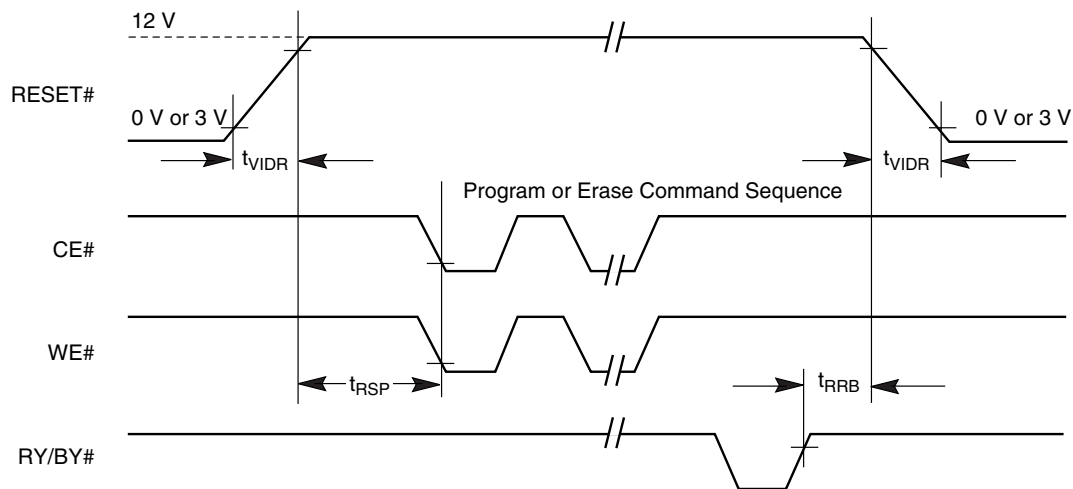 12 V
RESET#
0 V or 3 V
0 V or 3 V
tVIDR
tVIDR
Program or Erase Command Sequence
CE#
WE#
tRSP
tRRB
RY/BY#